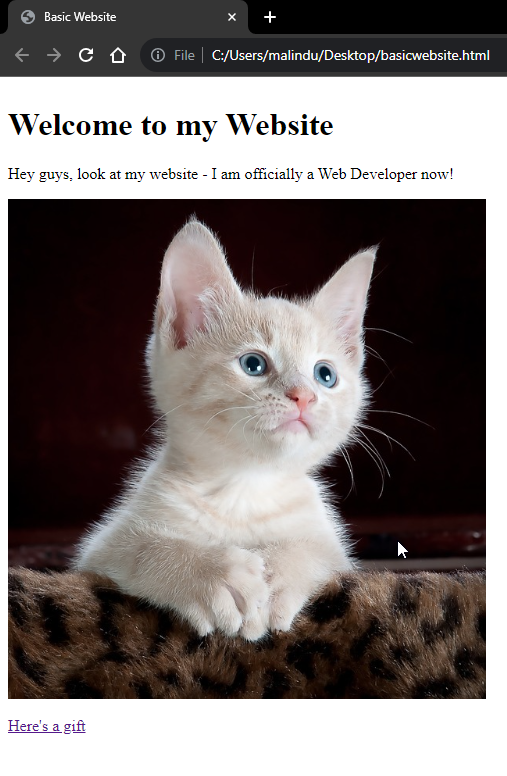 Basic Website
File C:/Users/malindu/Desktop/basicwebsite.html
Welcome to my Website
Hey guys, look at my website - I am officially a Web Developer now!
Here's a gift